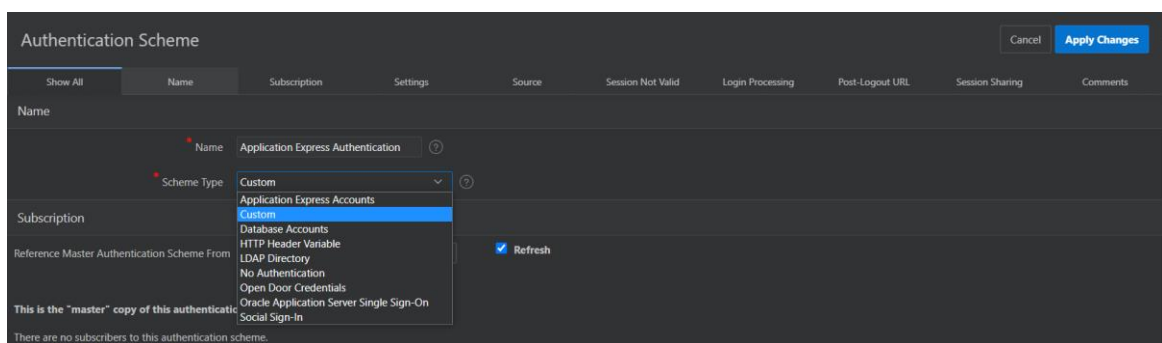 Authentication Scheme
Cancel
Apply Changes
Show All Name Subscription Settings Source Session Not Valid Login Processing Post-Logout URL Session Sharing Comments
Name
* Name Application Express Authentication ?
* Scheme Type Custom ?
Application Express Accounts
Custom
Subscription
Database Accounts
HTTP Header Variable
Reference Master Authentication Scheme From
Refresh
LDAP Directory
No Authentication
Open Door Credentials
Oracle Application Server Single Sign-On
This is the "master" copy of this authenticatio
Social Sign-In
There are no subscribers to this authentication scheme.